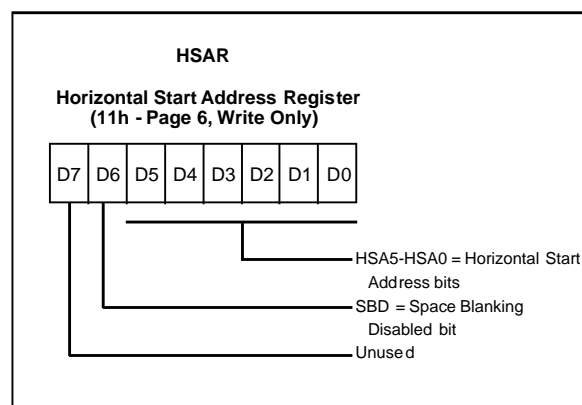 HSAR
Horizontal Start Address Register
(11h - Page 6, Write Only)
D7 D6 D5 D4 D3 D2 D1 D0
HSA5-HSA0 = Horizontal Start
Address bits
SBD = Space Blanking
Disabled bit
Unused